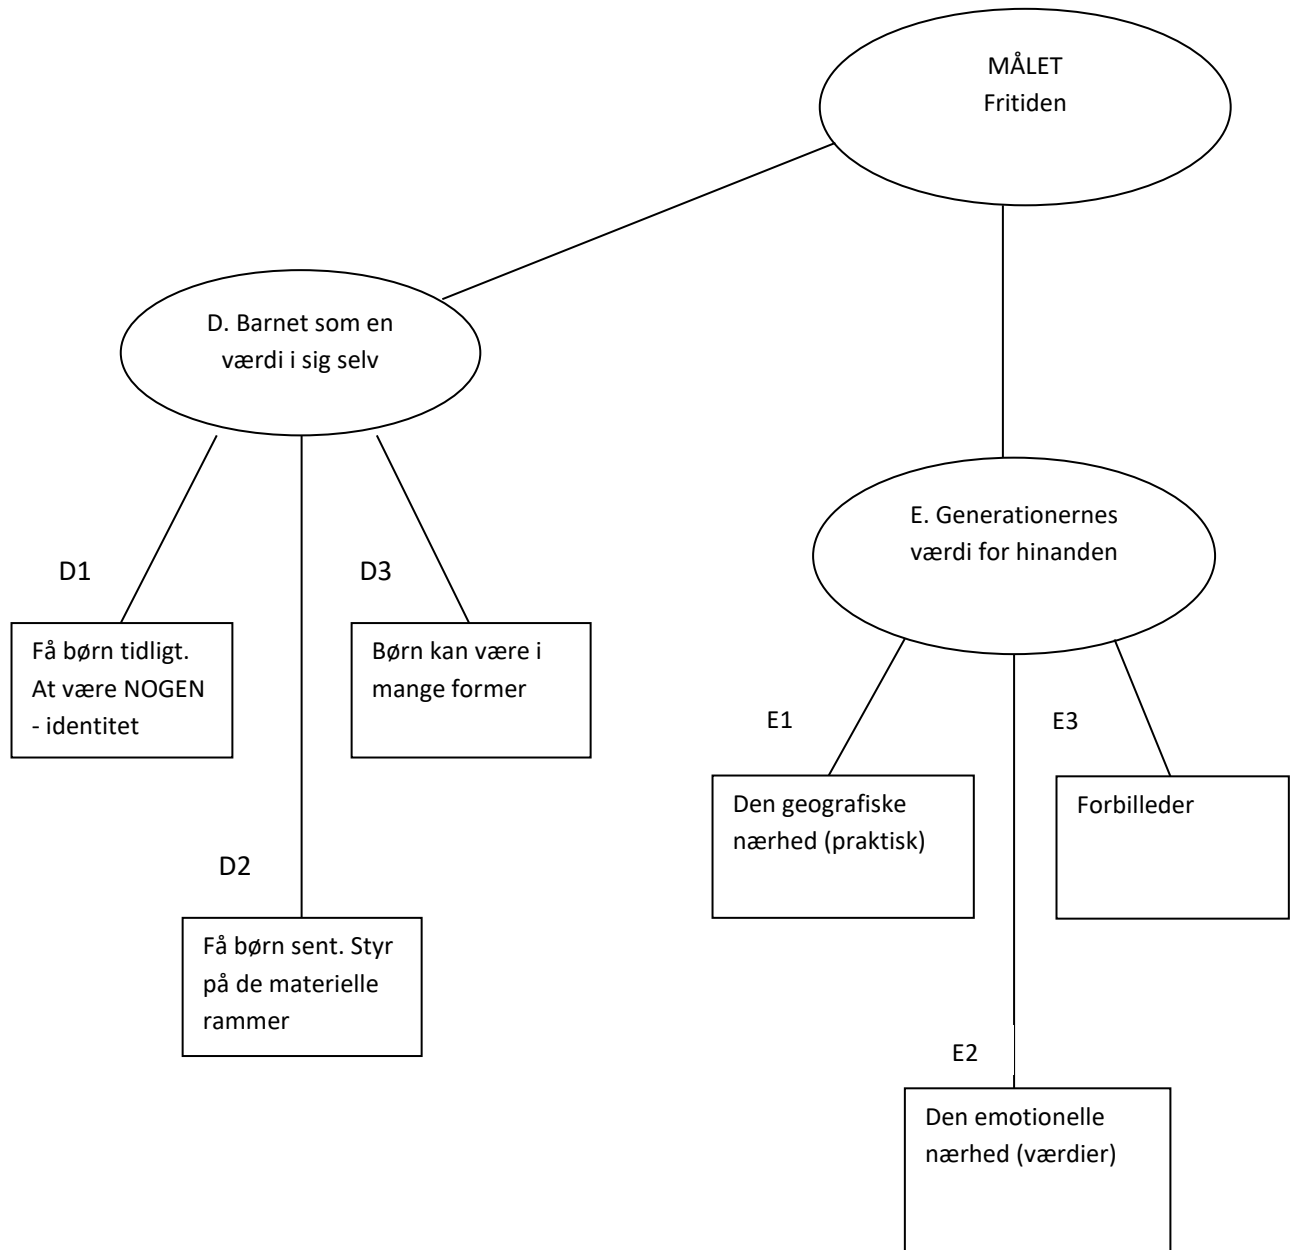 MÅLET
Fritiden
D. Barnet som en
værdi i sig selv
E. Generationernes
værdi for hinanden
D1
D3
Få børn tidligt.
At være NOGEN
- identitet
Børn kan være i
mange former
E1
E3
Den geografiske
nærhed (praktisk)
Forbilleder
D2
Få børn sent. Styr
på de materielle
rammer
E2
Den emotionelle
nærhed (værdier)